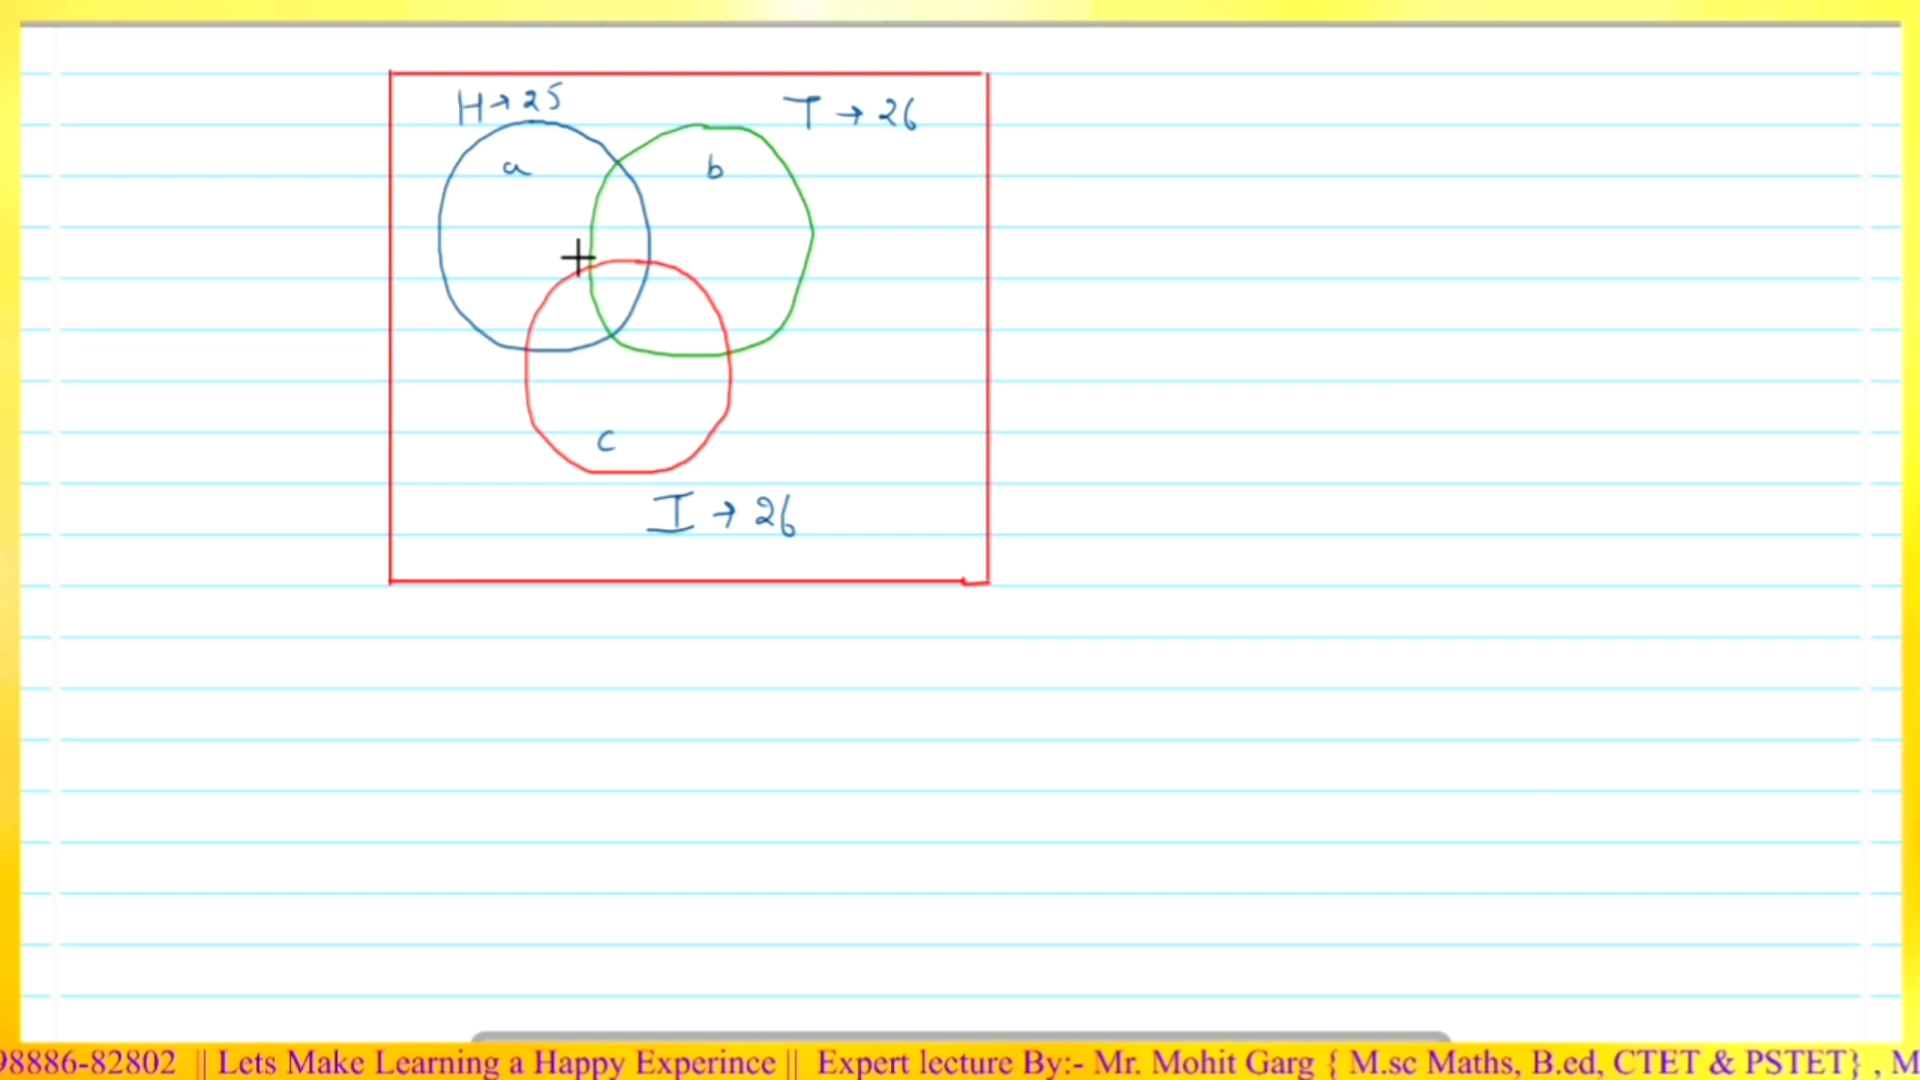 H → 25
T → 26
a
b
c
I → 26
98886-82802 || Lets Make Learning a Happy Experince || Expert lecture By:- Mr. Mohit Garg { M.sc Maths, B.ed, CTET & PSTET} , M